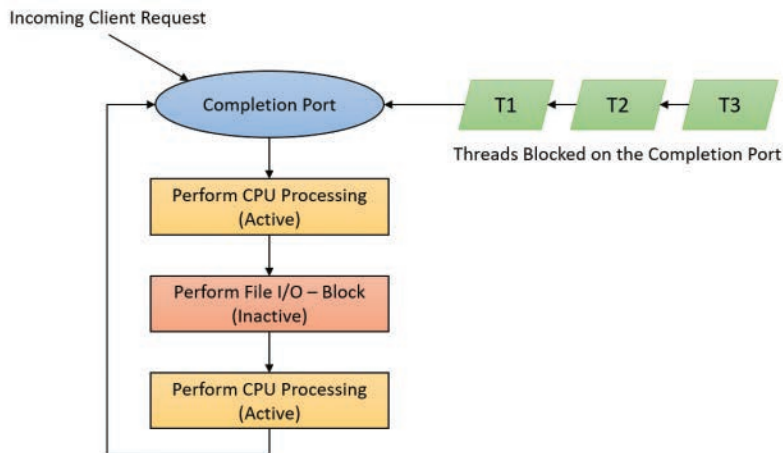 Incoming Client Request
Completion Port
T1
T2
T3
Threads Blocked on the Completion Port
Perform CPU Processing
(Active)
Perform File I/O – Block
(Inactive)
Perform CPU Processing
(Active)